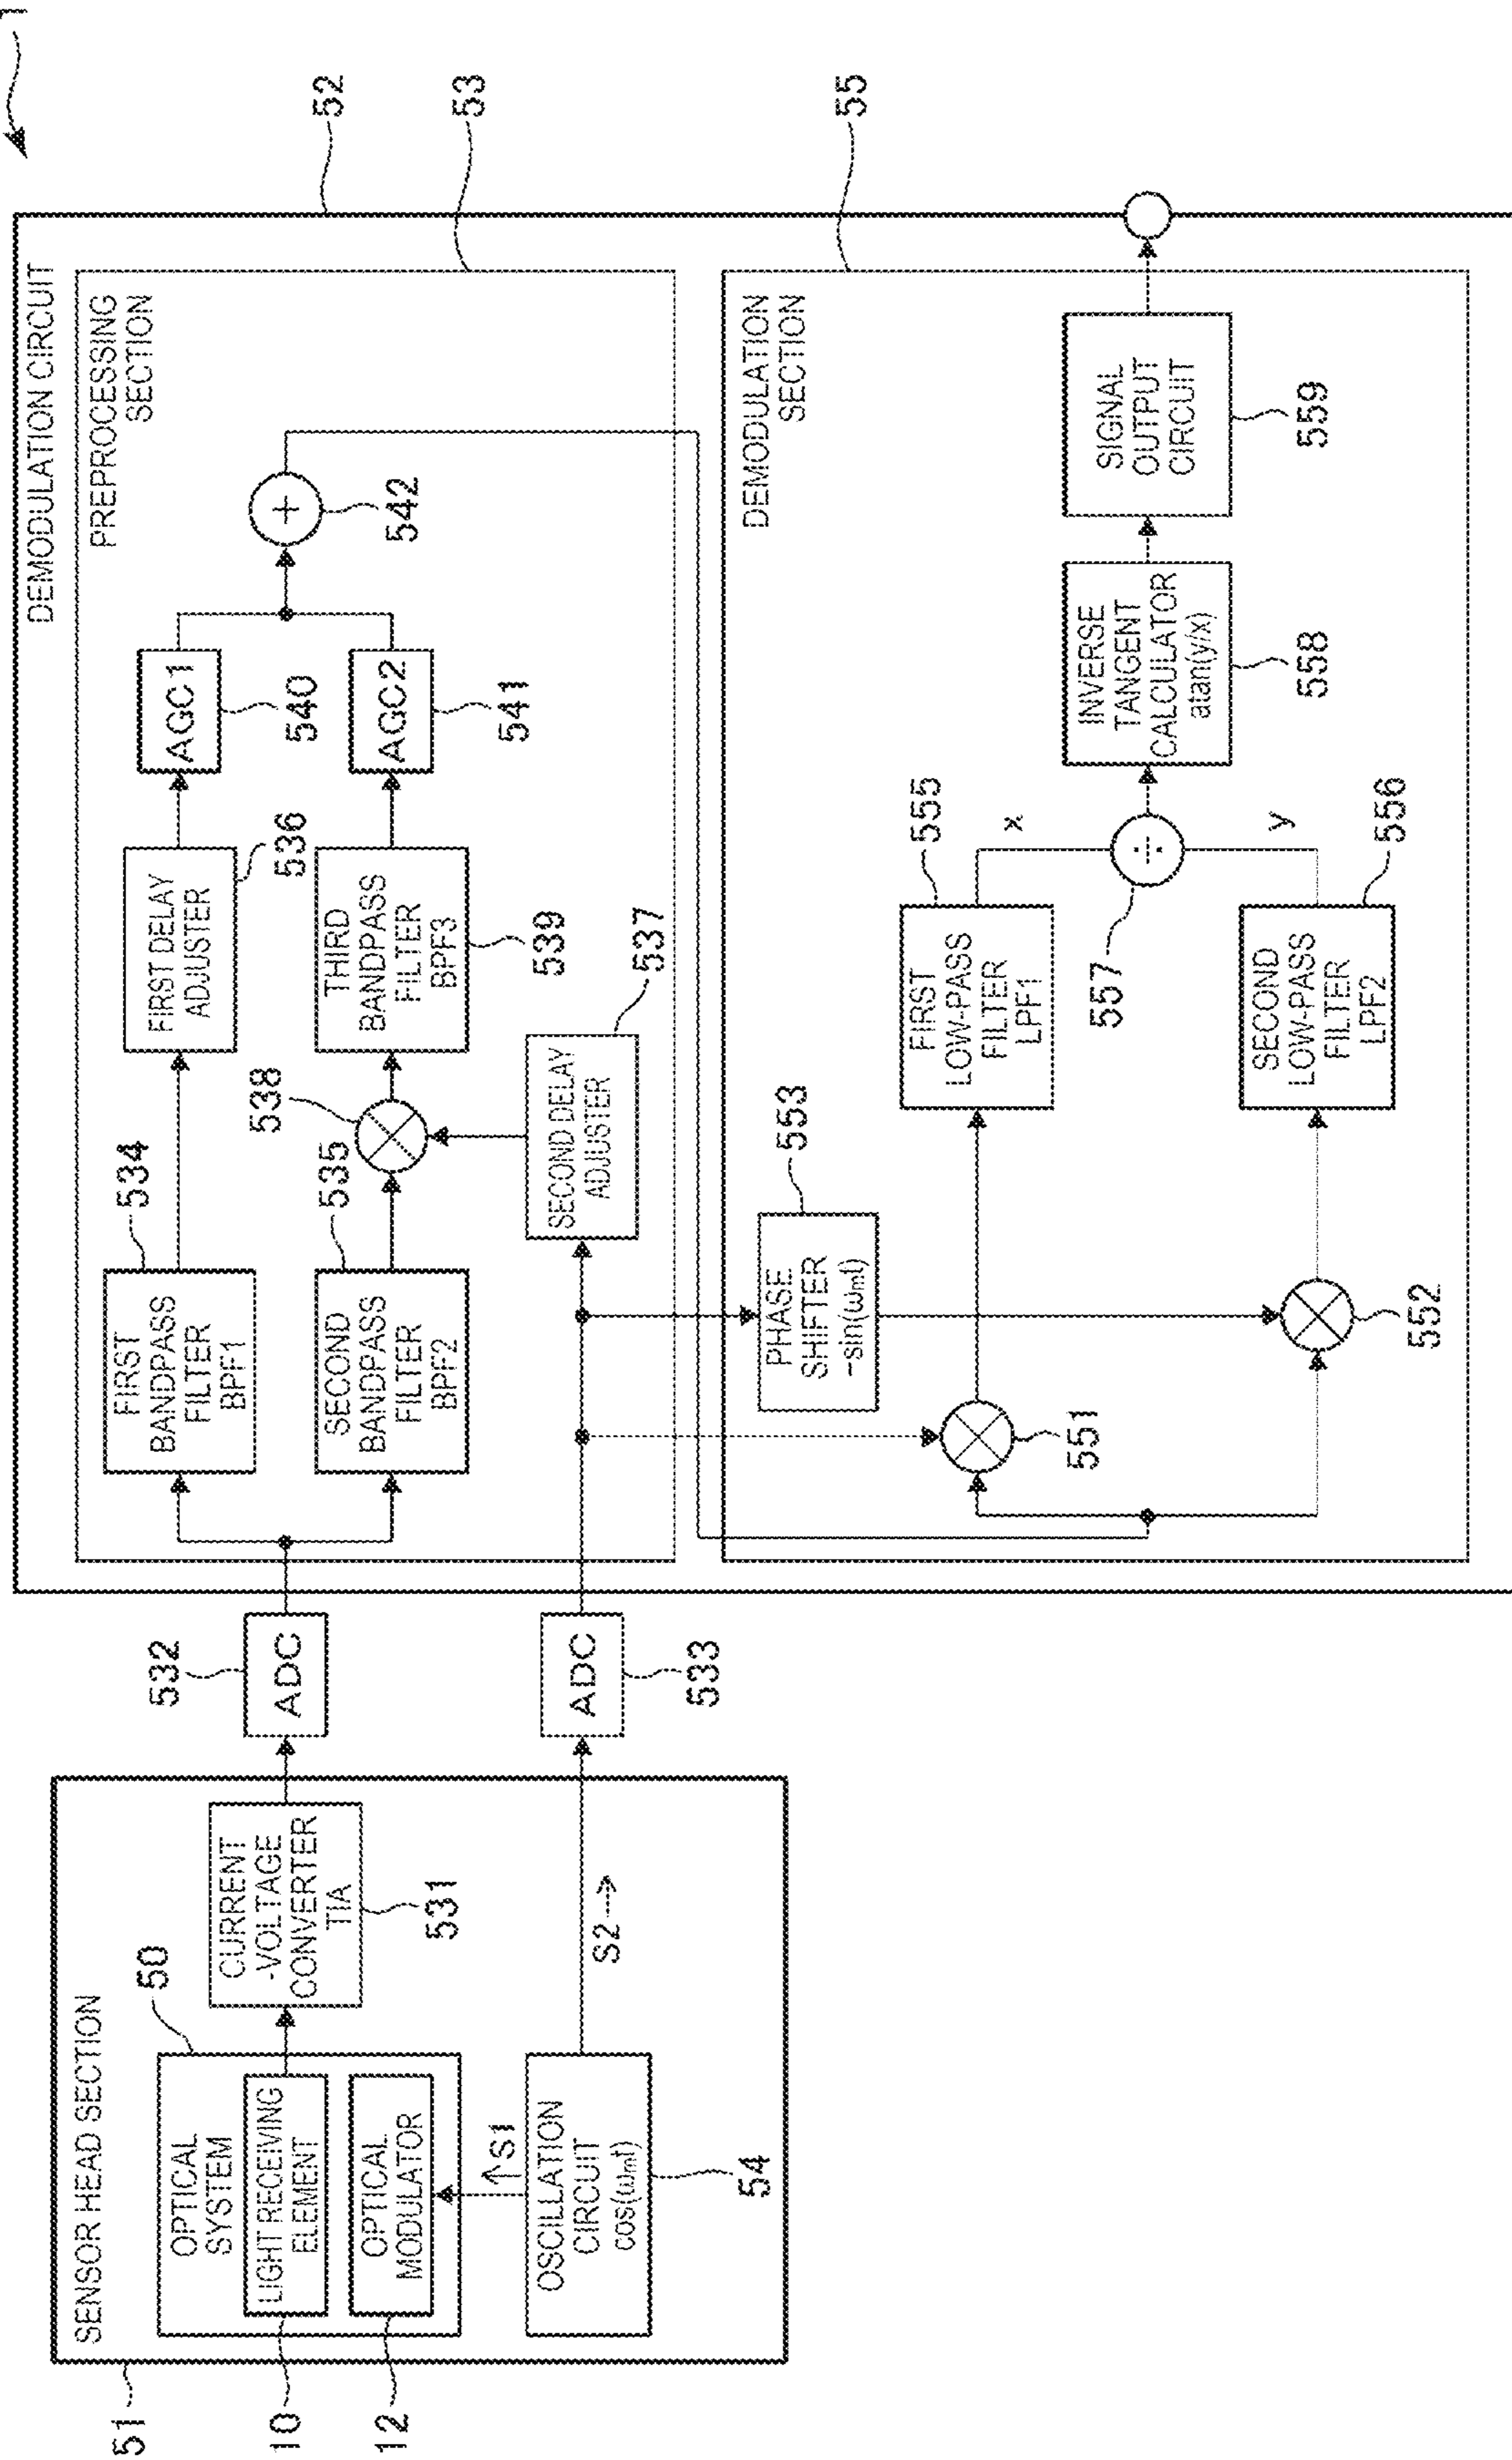 1
51
SENSOR HEAD SECTION
50
OPTICAL
SYSTEM
LIGHT RECEIVING
ELEMENT
10
OPTICAL
MODULATOR
12
↑S1
OSCILLATION
CIRCUIT
cos(ωmt)
54
CURRENT
-VOLTAGE
CONVERTER
TIA
531
S2→
532
ADC
ADC
533
DEMODULATION CIRCUIT
52
PREPROCESSING
SECTION
53
FIRST
BANDPASS
FILTER
BPF1
534
SECOND
BANDPASS
FILTER
BPF2
535
538
FIRST DELAY
ADJUSTER
536
THIRD
BANDPASS
FILTER
BPF3
539
SECOND DELAY
ADJUSTER
537
AGC1
540
AGC2
541
+
542
DEMODULATION
SECTION
55
PHASE
SHIFTER
-sin(ωmt)
553
551
552
FIRST
LOW-PASS
FILTER
LPF1
555
SECOND
LOW-PASS
FILTER
LPF2
556
x
÷
y
557
INVERSE
TANGENT
CALCULATOR
atan(y/x)
558
SIGNAL
OUTPUT
CIRCUIT
559